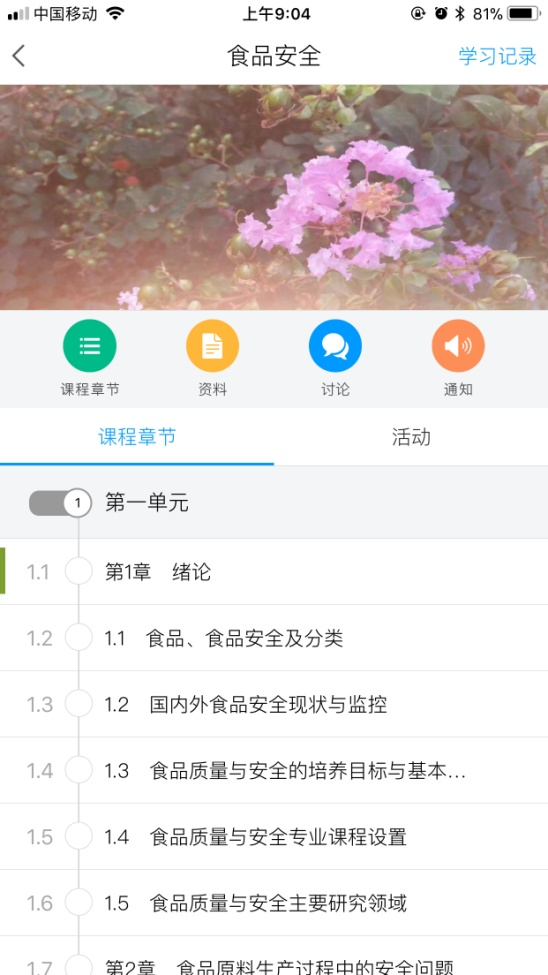 中国移动 上午9:04 81%
食品安全 学习记录
课程章节 资料 讨论 通知
课程章节 活动
1 第一单元
1.1 第1章 绪论
1.2 1.1 食品、食品安全及分类
1.3 1.2 国内外食品安全现状与监控
1.4 1.3 食品质量与安全的培养目标与基本...
1.5 1.4 食品质量与安全专业课程设置
1.6 1.5 食品质量与安全主要研究领域
1.7 第2章 食品原料生产过程中的安全问题